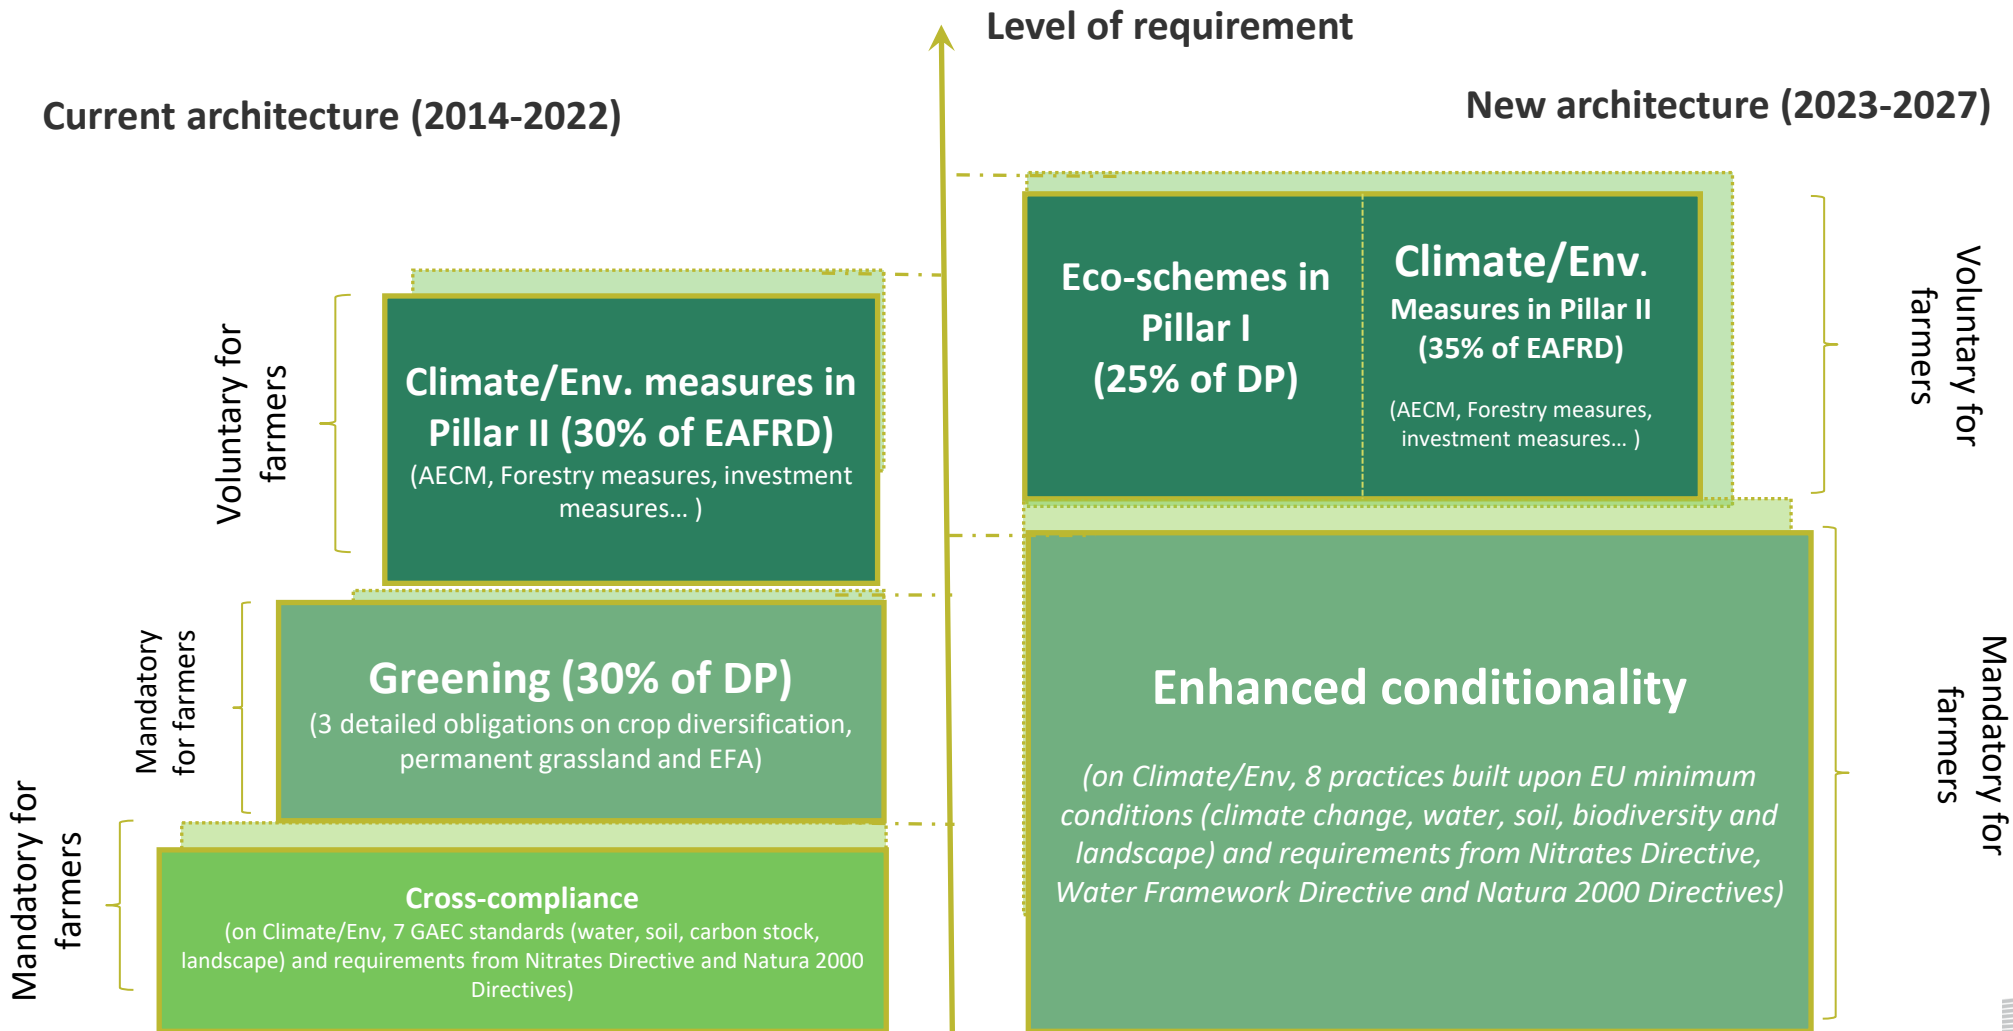 Level of requirement
Current architecture (2014-2022)
New architecture (2023-2027)
Voluntary for
farmers
Climate/Env. measures in
Pillar II (30% of EAFRD)
(AECM, Forestry measures, investment
measures... )
Mandatory
for farmers
Greening (30% of DP)
(3 detailed obligations on crop diversification,
permanent grassland and EFA)
Mandatory for
farmers
Cross-compliance
(on Climate/Env, 7 GAEC standards (water, soil, carbon stock,
landscape) and requirements from Nitrates Directive and Natura 2000
Directives)
Eco-schemes in
Pillar I
(25% of DP)
Climate/Env.
Measures in Pillar II
(35% of EAFRD)
(AECM, Forestry measures,
investment measures... )
Voluntary for
farmers
Enhanced conditionality
(on Climate/Env, 8 practices built upon EU minimum
conditions (climate change, water, soil, biodiversity and
landscape) and requirements from Nitrates Directive,
Water Framework Directive and Natura 2000 Directives)
Mandatory for
farmers